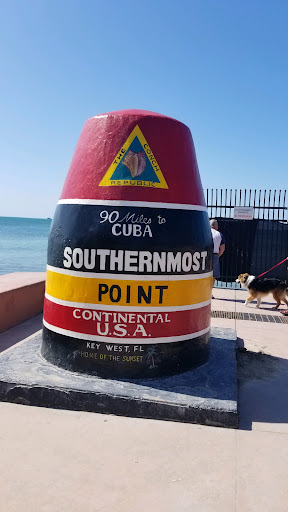 THE CONCH
REPUBLIC
90 Miles to
CUBA
SOUTHERNMOST
POINT
CONTINENTAL
U.S.A.
KEY WEST, FL
HOME OF THE SUNSET